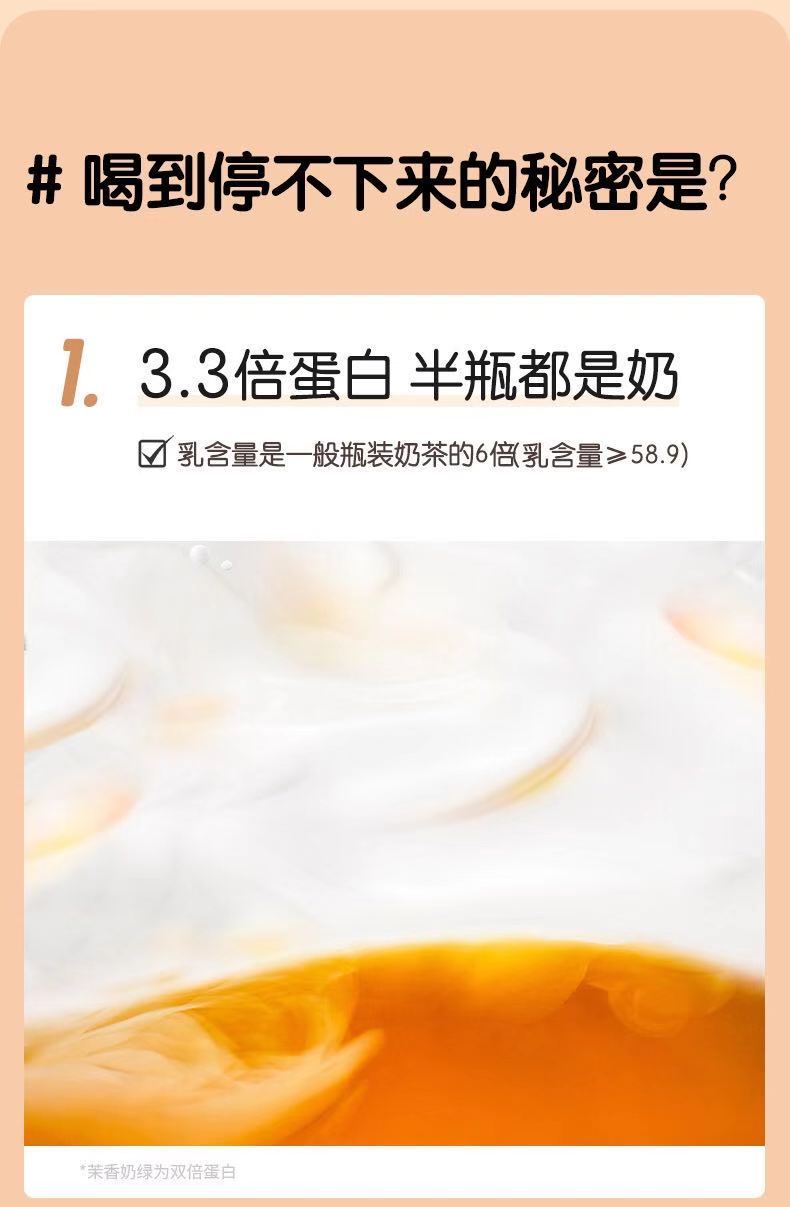 # 喝到停不下来的秘密是?
1. 3.3倍蛋白 半瓶都是奶
乳含量是一般瓶装奶茶的6倍(乳含量≥58.9)
*茉香奶绿为双倍蛋白